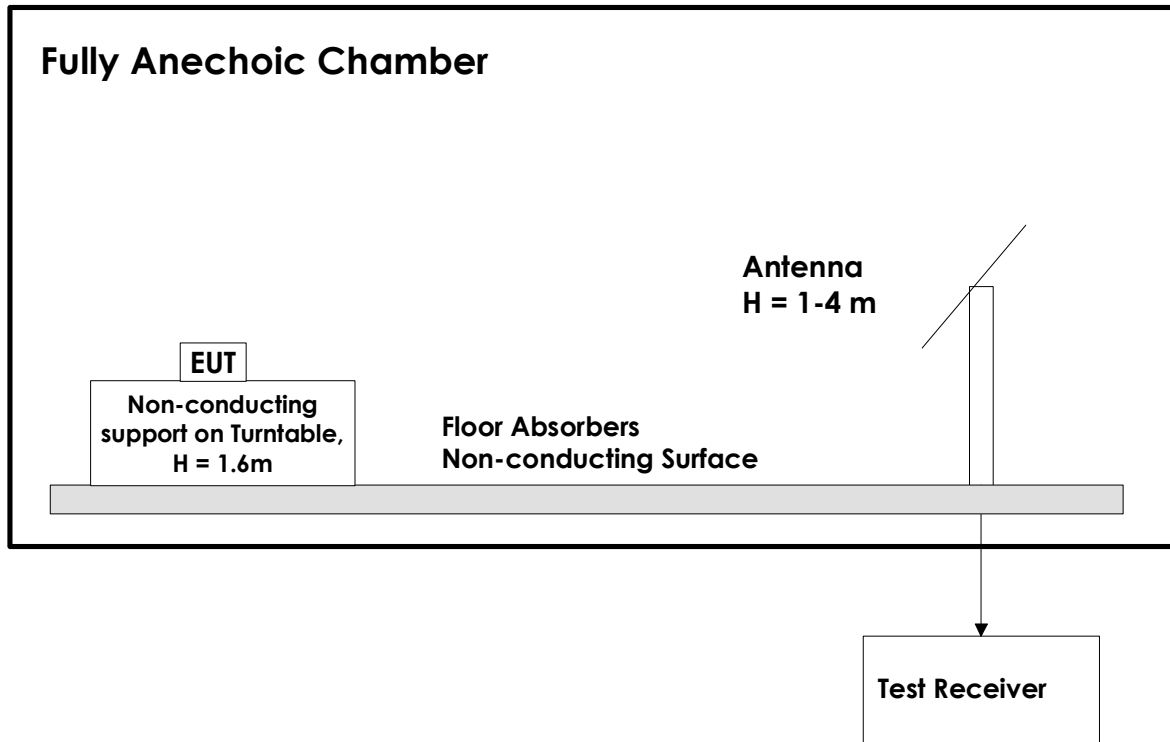 Fully Anechoic Chamber
Antenna
H = 1-4 m
EUT
Non-conducting
support on Turntable,
H = 1.6m
Floor Absorbers
Non-conducting Surface
Test Receiver